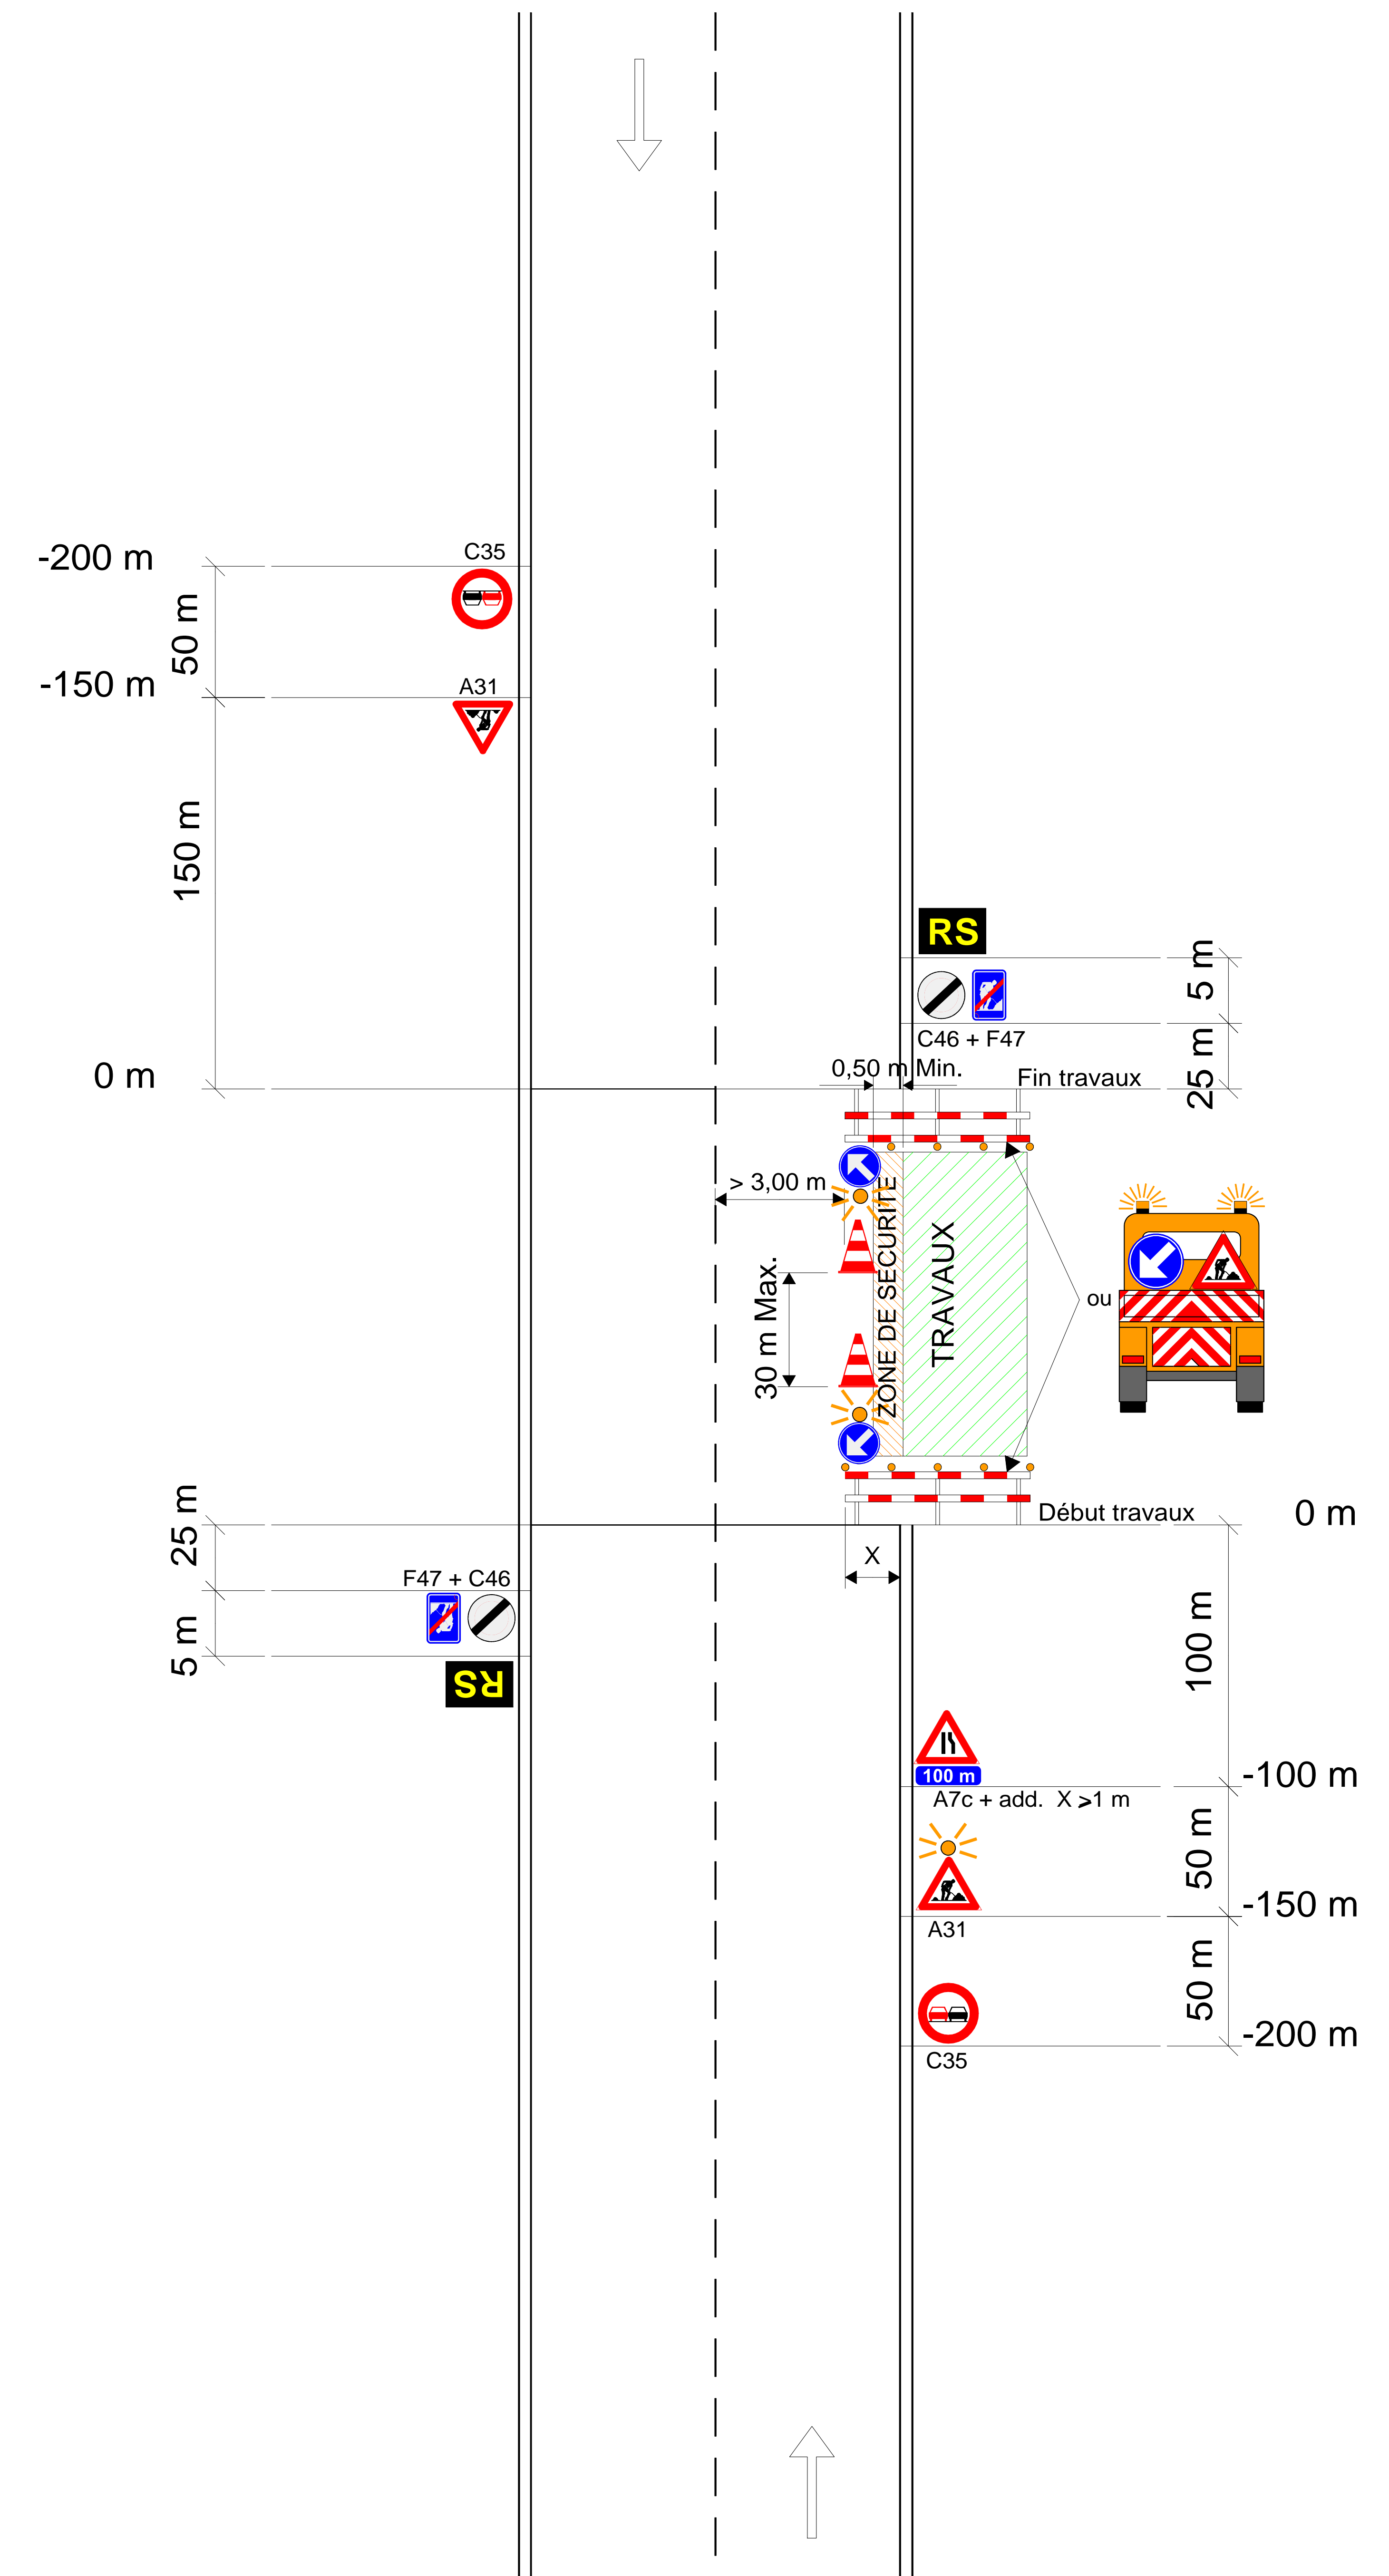 C35
-200 m
50 m
A31
-150 m
150 m
RS
5 m
C46 + F47
25 m
0,50 m Min.
0 m
Fin travaux
> 3,00 m
ZONE DE SECURITE
TRAVAUX
30 m Max.
ou
Début travaux
0 m
25 m
X
F47 + C46
5 m
RS
100 m
100 m
-100 m
A7c + add. X ⩾1 m
50 m
-150 m
A31
50 m
-200 m
C35